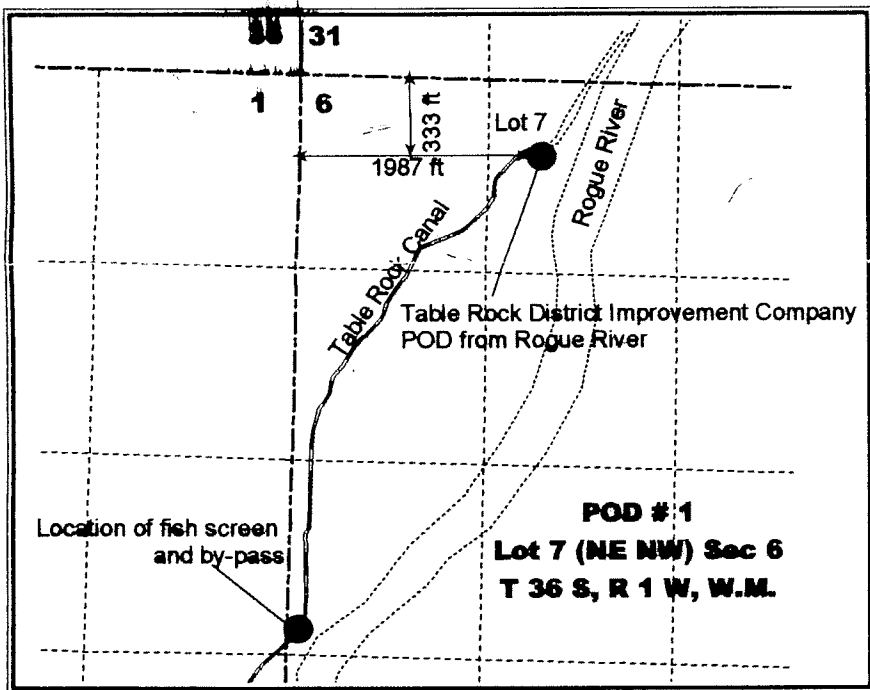 31
1 6
Lot 7
333 ft
1987 ft
Rogue River
Table Rock Canal
Table Rock District Improvement Company
POD from Rogue River
POD # 1
Lot 7 (NE NW) Sec 6
T 36 S, R 1 W, W.M.
Location of fish screen
and by-pass